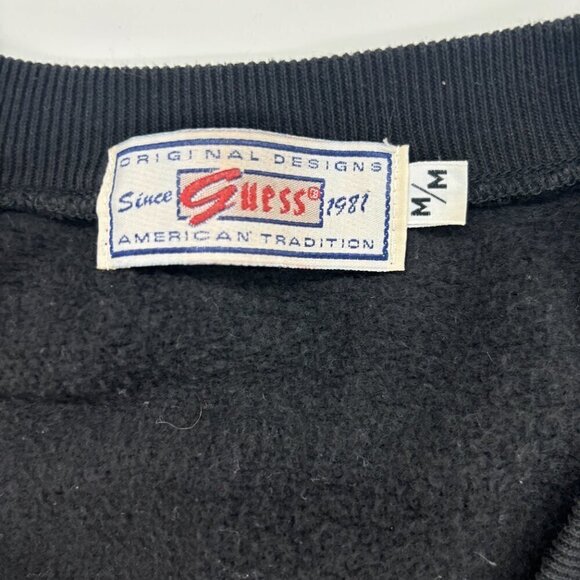 ORIGINAL DESIGNS
Since Guess® 1981
AMERICAN TRADITION
M/M